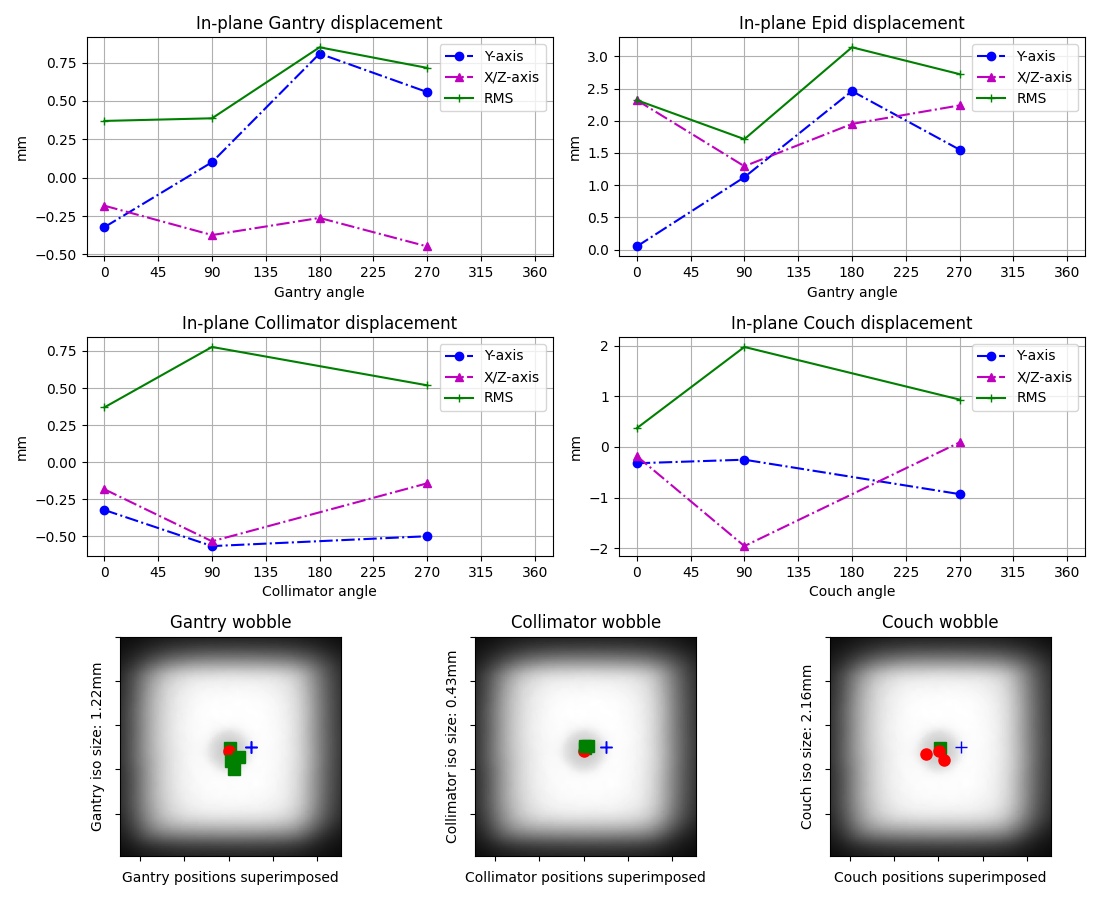 In-plane Gantry displacement
mm
0.75
0.50
0.25
0.00
−0.25
−0.50
Y-axis
X/Z-axis
RMS
0 45 90 135 180 225 270 315 360
Gantry angle
In-plane Epid displacement
mm
3.0
2.5
2.0
1.5
1.0
0.5
0.0
Y-axis
X/Z-axis
RMS
0 45 90 135 180 225 270 315 360
Gantry angle
In-plane Collimator displacement
mm
0.75
0.50
0.25
0.00
−0.25
−0.50
Y-axis
X/Z-axis
RMS
0 45 90 135 180 225 270 315 360
Collimator angle
In-plane Couch displacement
mm
2
1
0
−1
−2
Y-axis
X/Z-axis
RMS
0 45 90 135 180 225 270 315 360
Couch angle
Gantry wobble
Gantry iso size: 1.22mm
Gantry positions superimposed
Collimator wobble
Collimator iso size: 0.43mm
Collimator positions superimposed
Couch wobble
Couch iso size: 2.16mm
Couch positions superimposed